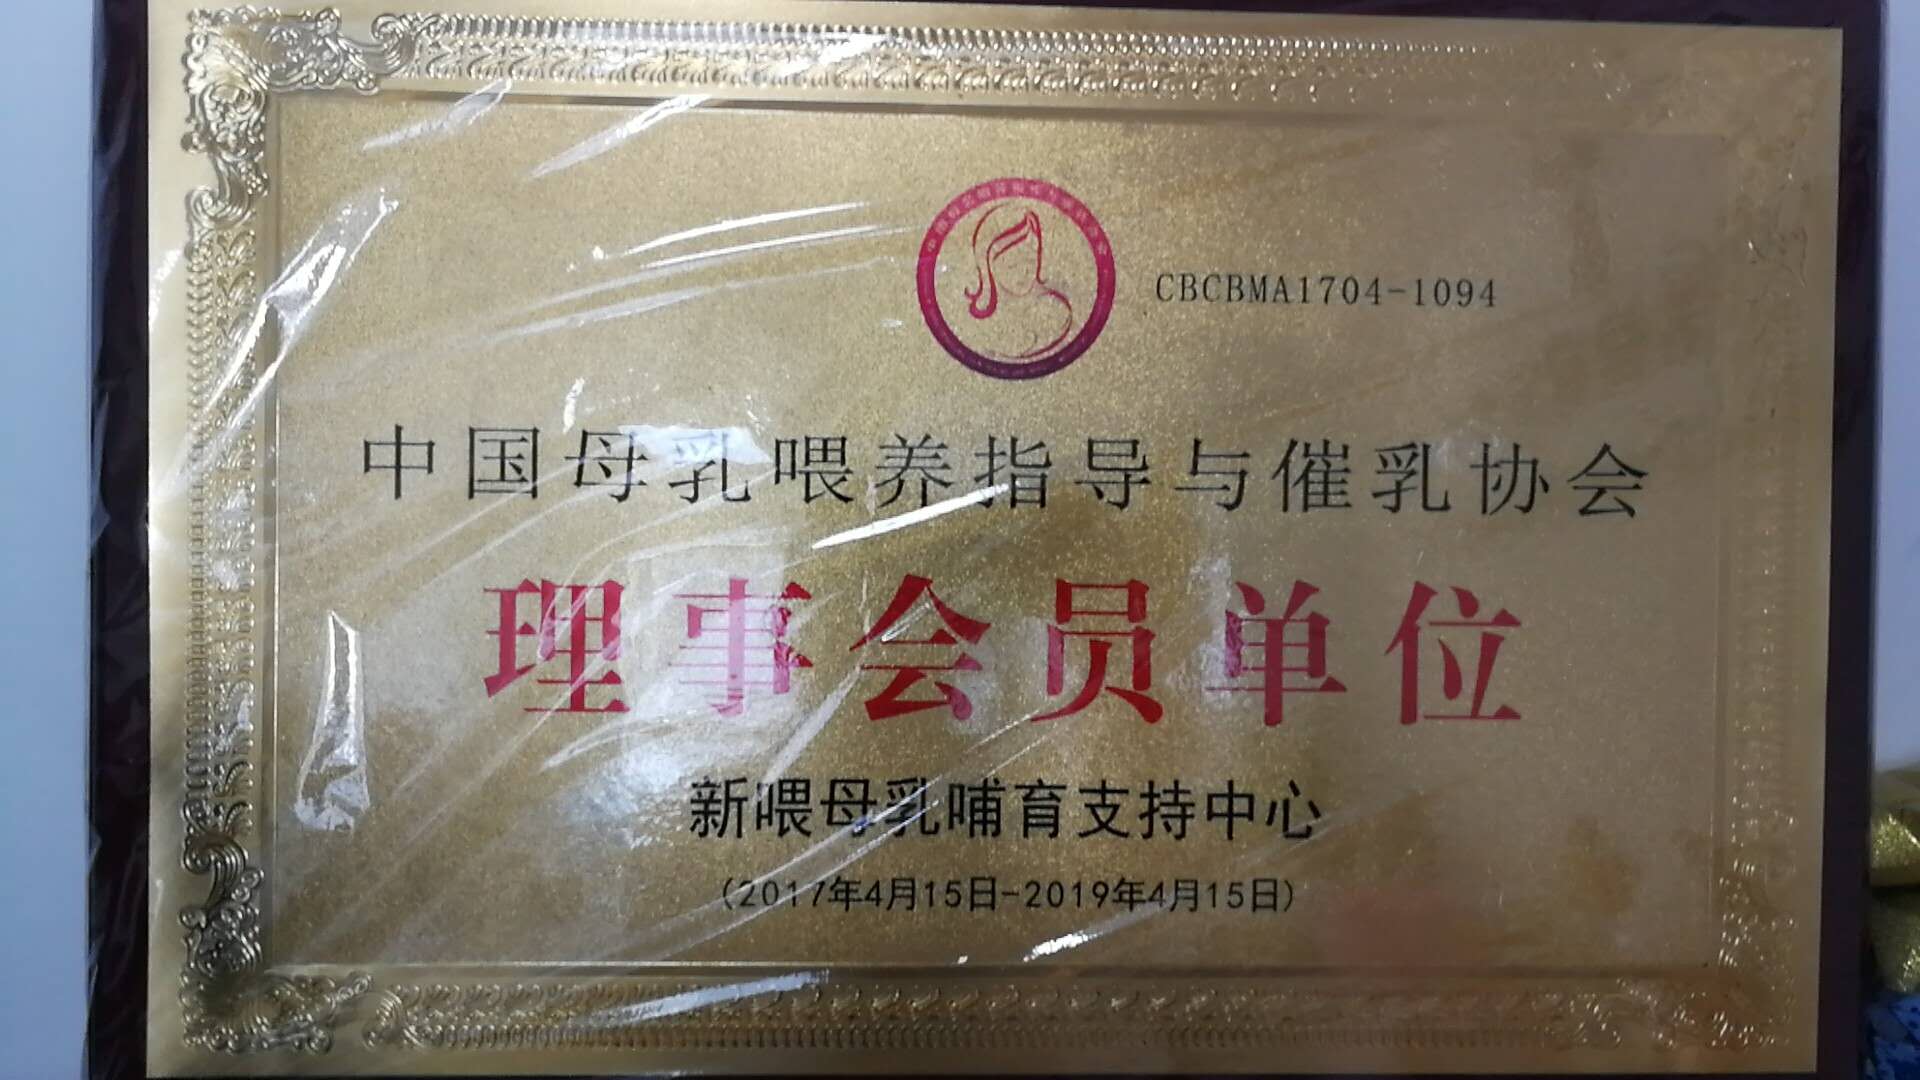 CBCBMA1704-1094
中国母乳喂养指导与催乳协会
理事会员单位
新喂母乳哺育支持中心
(2017年4月15日-2019年4月15日)